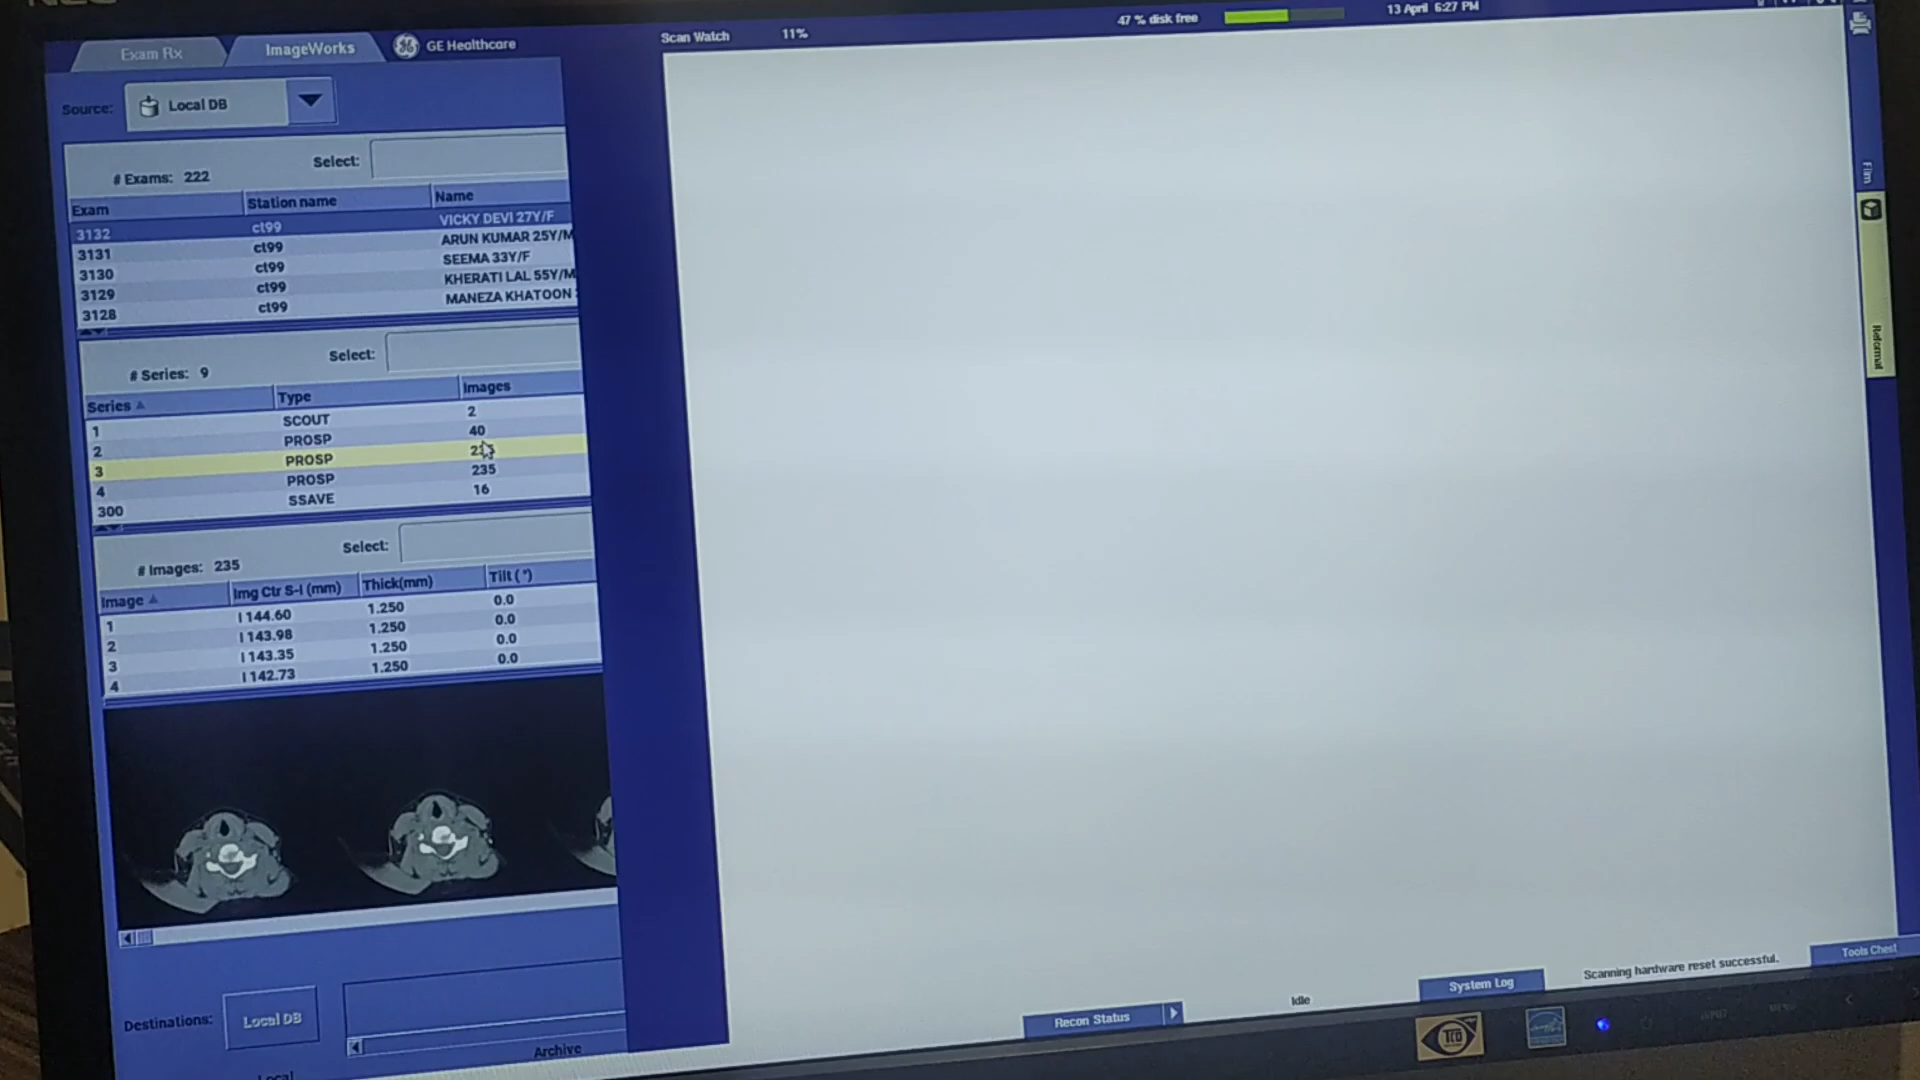 47 % disk free 13 April 6:27 PM
Exam Rx ImageWorks GE Healthcare Scan Watch 11%
Source: Local DB
Select:
# Exams: 222
Exam Station name Name
3132 ct99 VICKY DEVI 27Y/F
3131 ct99 ARUN KUMAR 25Y/M
3130 ct99 SEEMA 33Y/F
3129 ct99 KHERATI LAL 55Y/M
3128 ct99 MANEZA KHATOON
Select:
# Series: 9
Series Type Images
1 SCOUT 2
2 PROSP 40
3 PROSP
4 PROSP 235
300 SSAVE 16
Select:
# Images: 235
Image Img Ctr S-I (mm) Thick(mm) Tilt (°)
1 I 144.60 1.250 0.0
2 I 143.98 1.250 0.0
3 I 143.35 1.250 0.0
4 I 142.73 1.250 0.0
Film
Reformat
Destinations: Local DB
Archive
Recon Status
Idle
System Log
Scanning hardware reset successful.
Tools Chest
TCO
INPUT
MENU